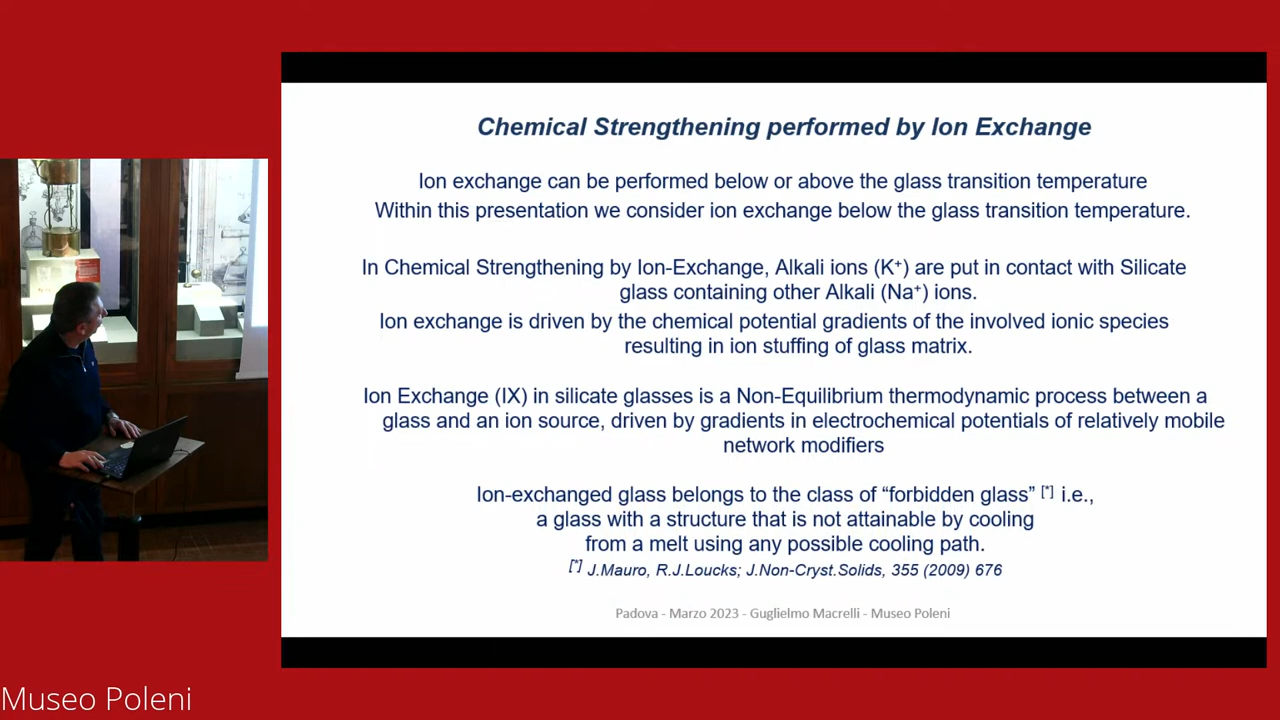 Chemical Strengthening performed by Ion Exchange
Ion exchange can be performed below or above the glass transition temperature
Within this presentation we consider ion exchange below the glass transition temperature.
In Chemical Strengthening by Ion-Exchange, Alkali ions (K⁺) are put in contact with Silicate
glass containing other Alkali (Na⁺) ions.
Ion exchange is driven by the chemical potential gradients of the involved ionic species
resulting in ion stuffing of glass matrix.
Ion Exchange (IX) in silicate glasses is a Non-Equilibrium thermodynamic process between a
glass and an ion source, driven by gradients in electrochemical potentials of relatively mobile
network modifiers
Ion-exchanged glass belongs to the class of “forbidden glass” [*] i.e.,
a glass with a structure that is not attainable by cooling
from a melt using any possible cooling path.
[*] J.Mauro, R.J.Loucks; J.Non-Cryst.Solids, 355 (2009) 676
Padova - Marzo 2023 - Guglielmo Macrelli - Museo Poleni
Museo Poleni